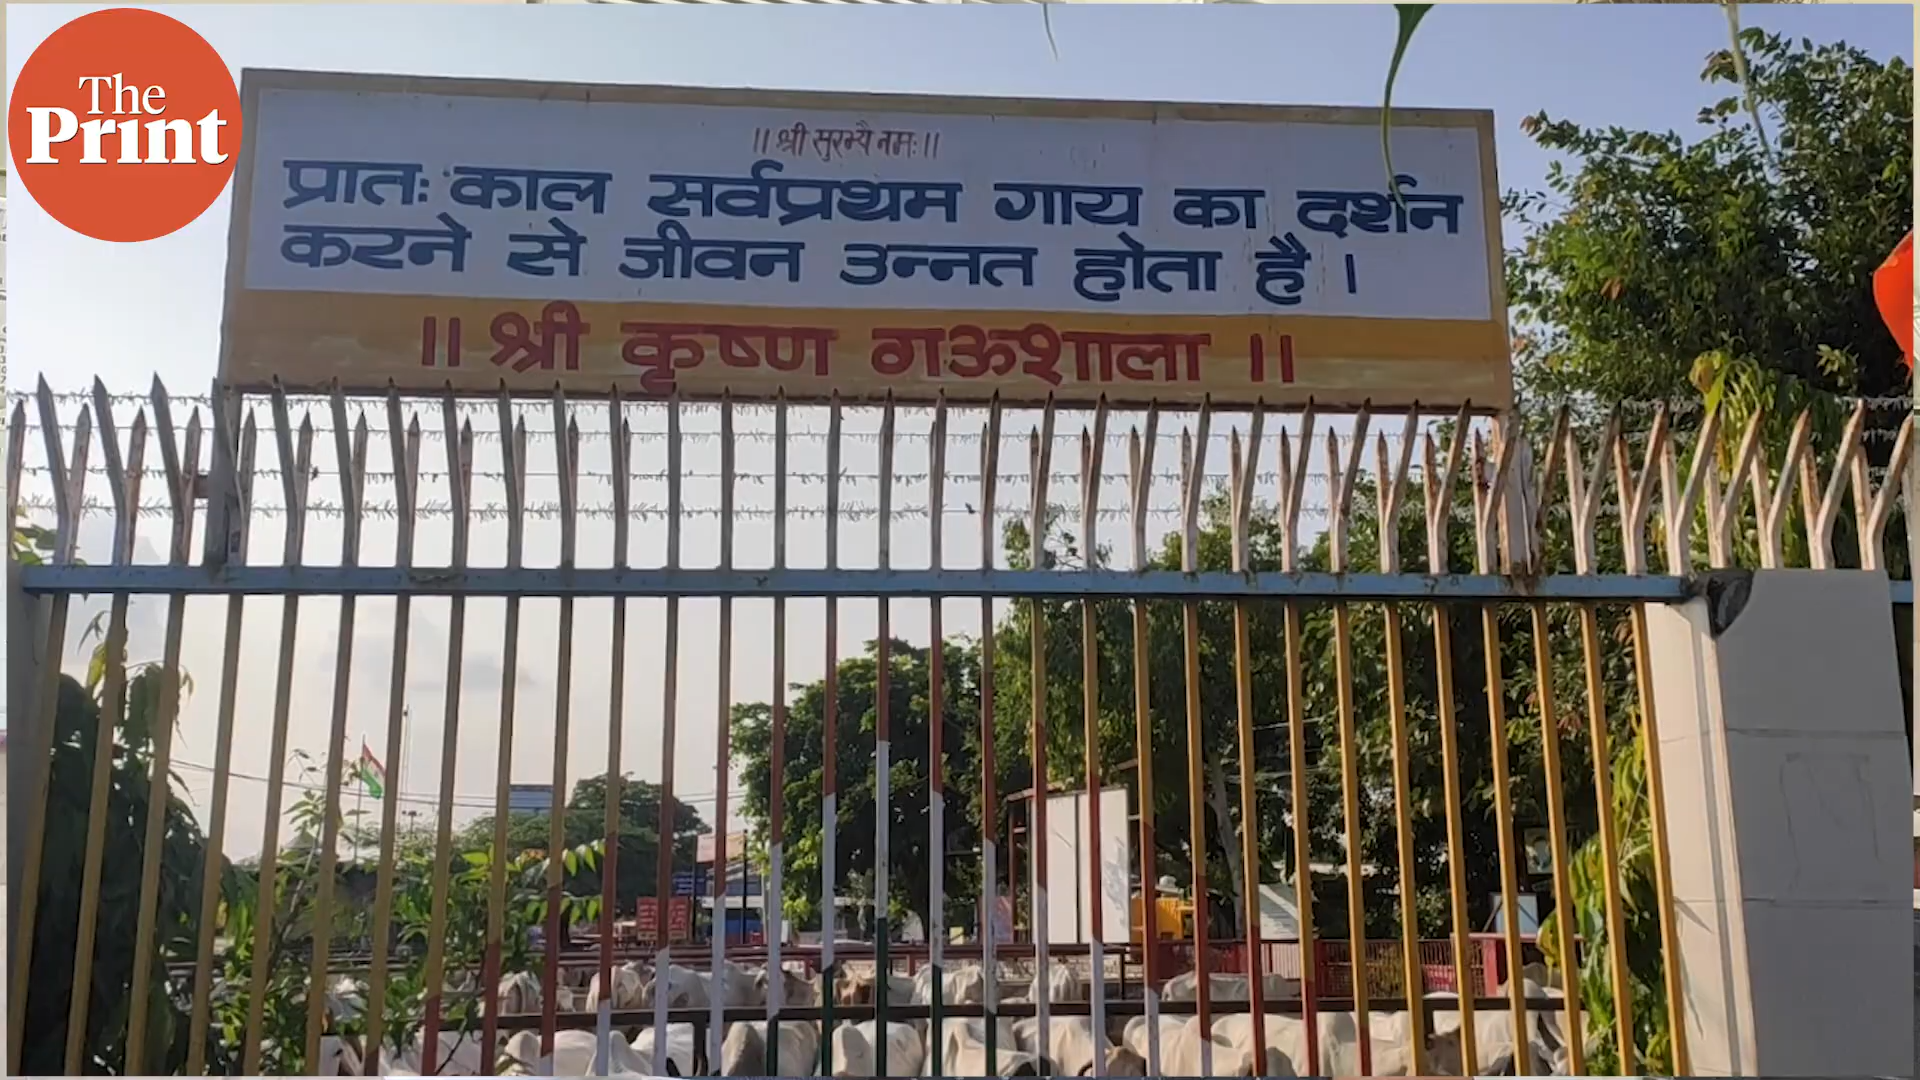 The
Print
।। श्री सुरभ्यै नमः ।।
प्रातः काल सर्वप्रथम गाय का दर्शन
करने से जीवन उन्नत होता है ।
।। श्री कृष्ण गऊशाला ।।